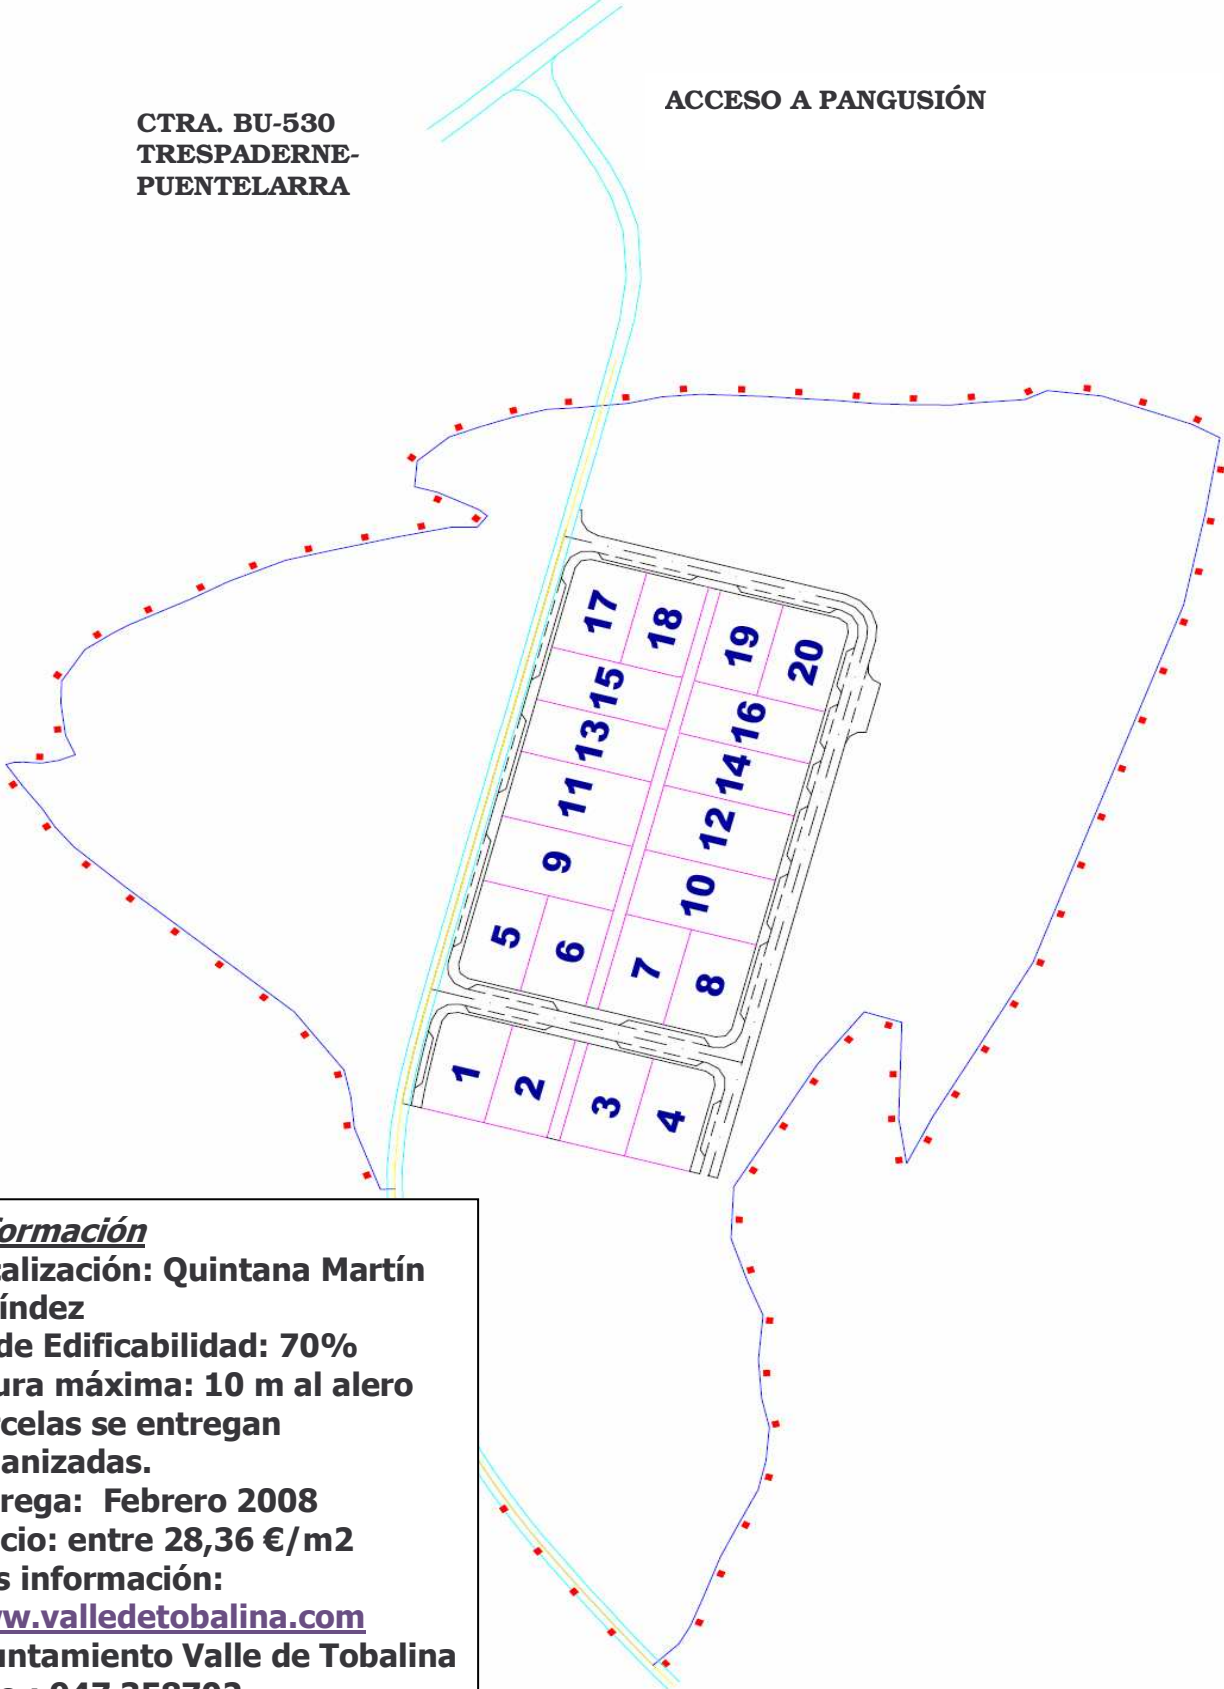 CTRA. BU-530
TRESPADERNE-
PUENTELARRA
ACCESO A PANGUSIÓN
17
18
19
20
15
16
13
14
11
12
9
10
5
6
7
8
1
2
3
4
formación
alización: Quintana Martín
índez
de Edificabilidad: 70%
ura máxima: 10 m al alero
rcelas se entregan
anizadas.
rega: Febrero 2008
cio: entre 28,36 €/m2
s información:
w.valledetobalina.com
untamiento Valle de Tobalina